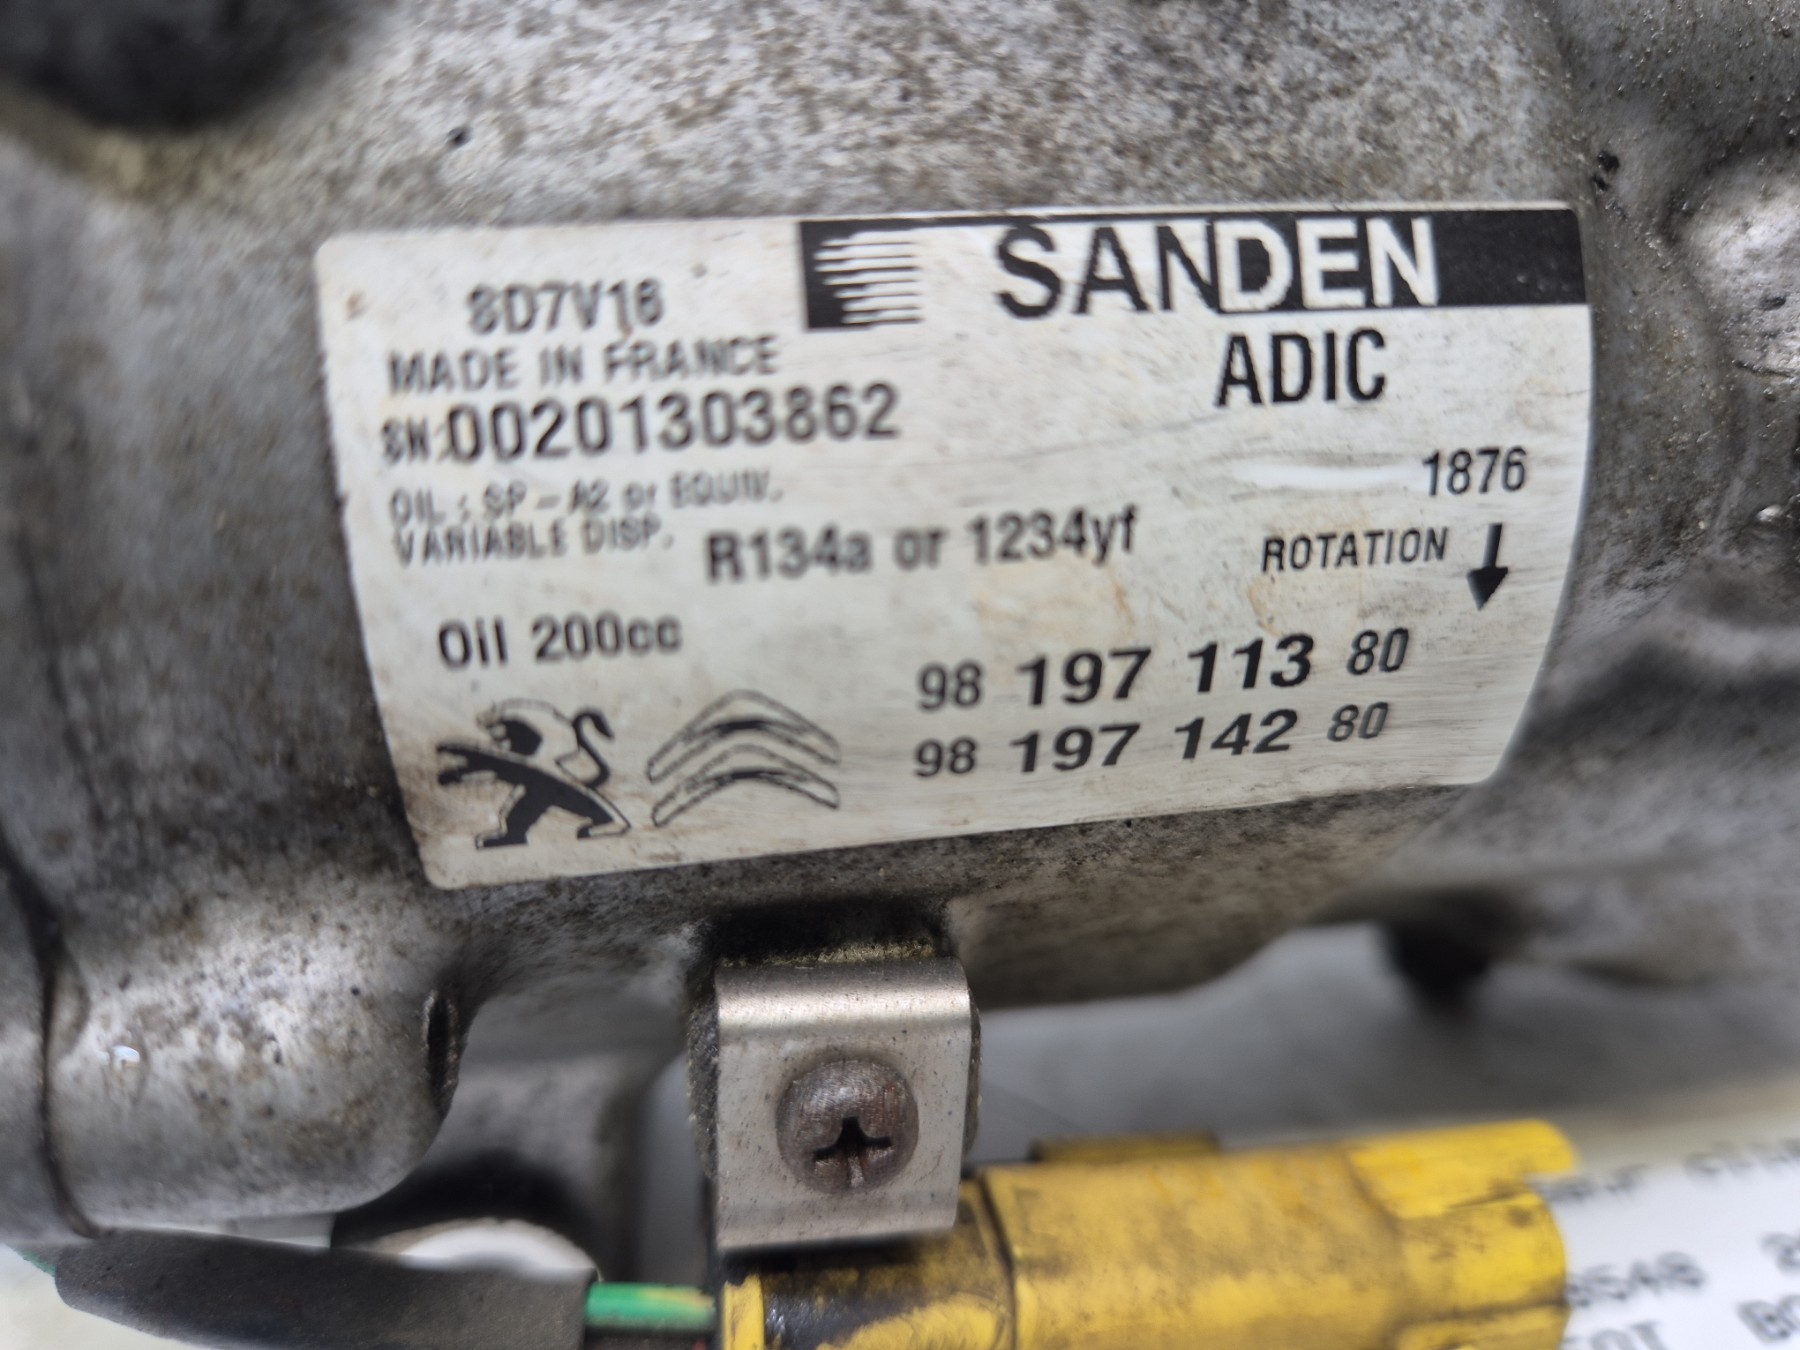 SANDEN
SD7V16
ADIC
MADE IN FRANCE
SN:00201303862
1876
OIL : SP-A2 or EQUIV.
VARIABLE DISP.
R134a or 1234yf
ROTATION
Oil 200cc
98 197 113 80
98 197 142 80